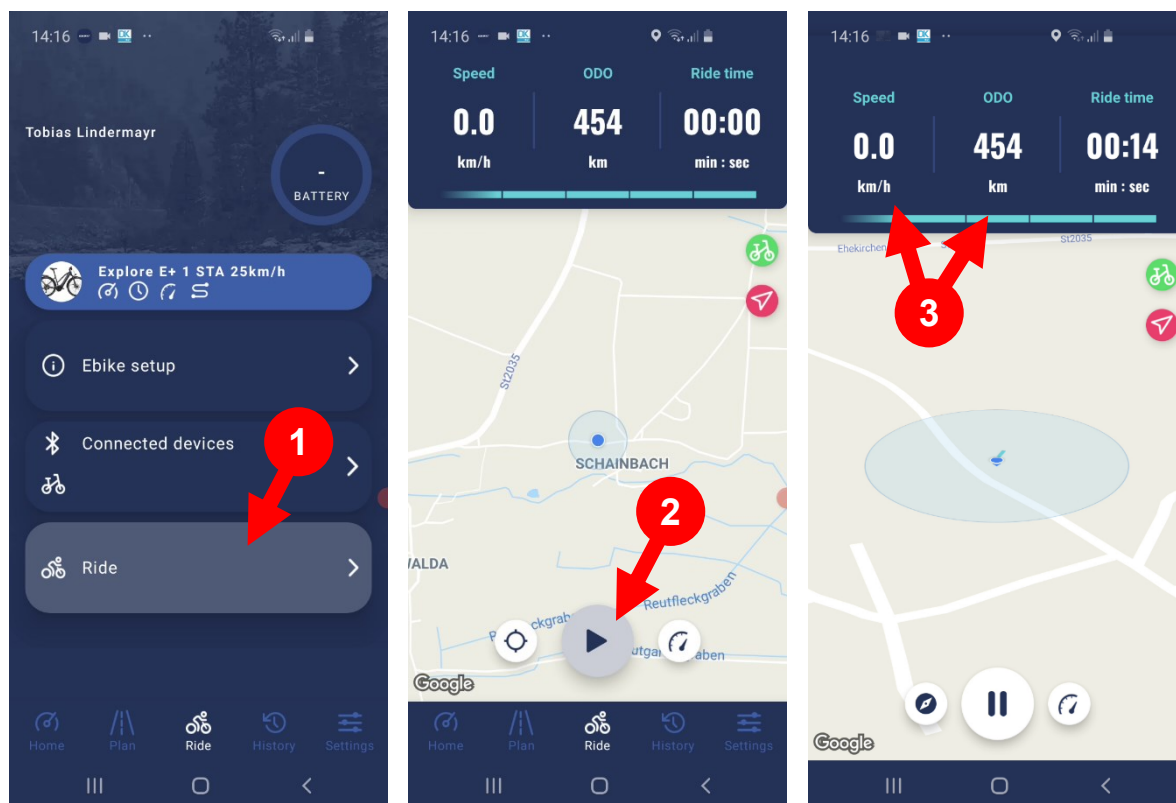 14:16
Tobias Lindermayr
-
BATTERY
Explore E+ 1 STA 25km/h
Ebike setup
Connected devices
1
Ride
Home Plan Ride History Settings
14:16
Speed ODO Ride time
0.0 454 00:00
km/h km min : sec
St2035
SCHAINBACH
2
Reutfleckgraben
Google
Home Plan Ride History Settings
14:16
Speed ODO Ride time
0.0 454 00:14
km/h km min : sec
Ehekirchen
St2035
3
Google